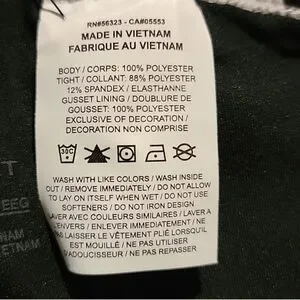 RN#56323 - CA#05553
MADE IN VIETNAM
FABRIQUE AU VIETNAM
BODY / CORPS: 100% POLYESTER
TIGHT / COLLANT: 88% POLYESTER
12% SPANDEX / ELASTHANNE
GUSSET LINING / DOUBLURE DE
GOUSSET: 100% POLYESTER
EXCLUSIVE OF DECORATION /
DECORATION NON COMPRISE
30C
WASH WITH LIKE COLORS / WASH INSIDE
OUT / REMOVE IMMEDIATELY / DO NOT ALLOW
TO LAY ON ITSELF WHEN WET / DO NOT USE
SOFTENERS / DO NOT IRON DESIGN
LAVER AVEC COULEURS SIMILAIRES / LAVER A
L'ENVERS / ENLEVER IMMEDIATEMENT / NE
PAS LAISSER LE VÊTEMENT PLIÉ LORSQU'IL
EST MOUILLÉ / NE PAS UTILISER
D'ADOUCISSEUR / NE PAS REPASSER